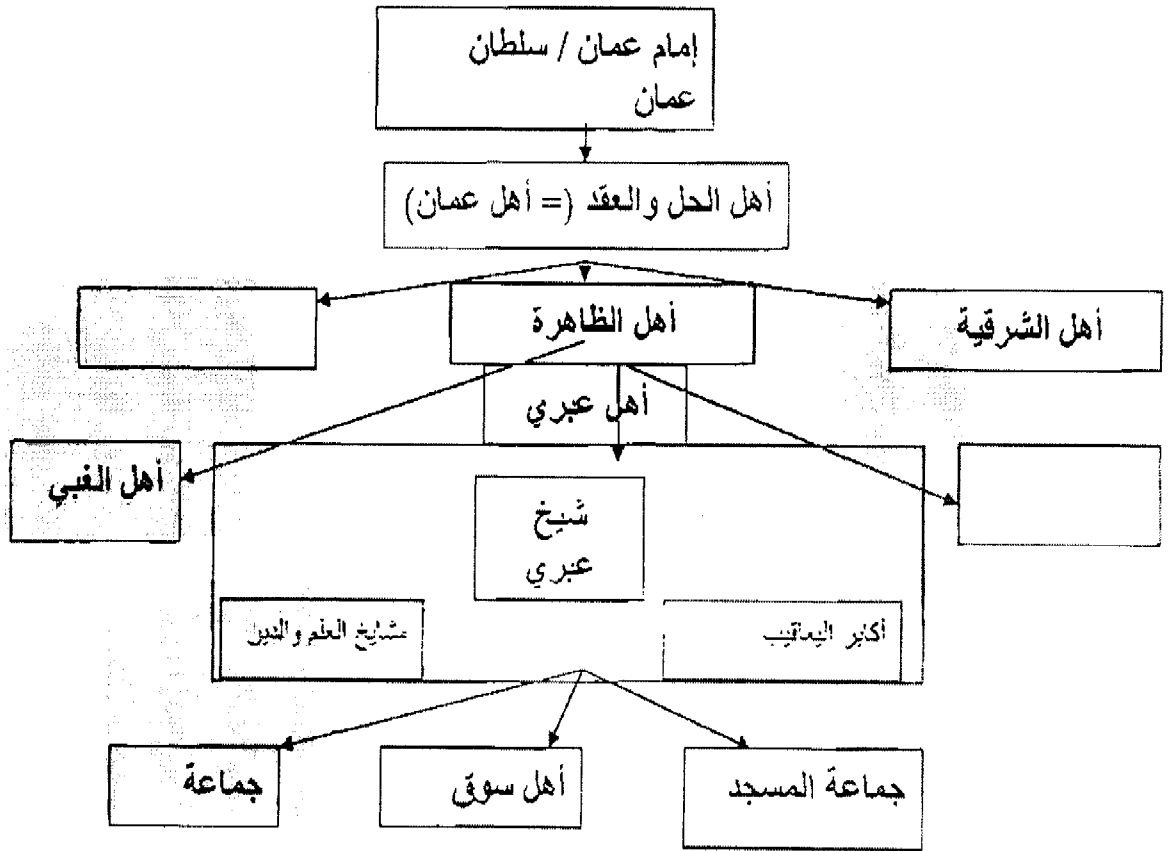 إمام عمان / سلطان
عمان
أهل الحل والعقد (= أهل عمان)
أهل الشرقية
أهل الظاهرة
أهل عبري
أهل الغبي
شيخ
عبري
أكابر اليعاقيب
مشايخ العلم والدين
جماعة المسجد
أهل سوق
جماعة